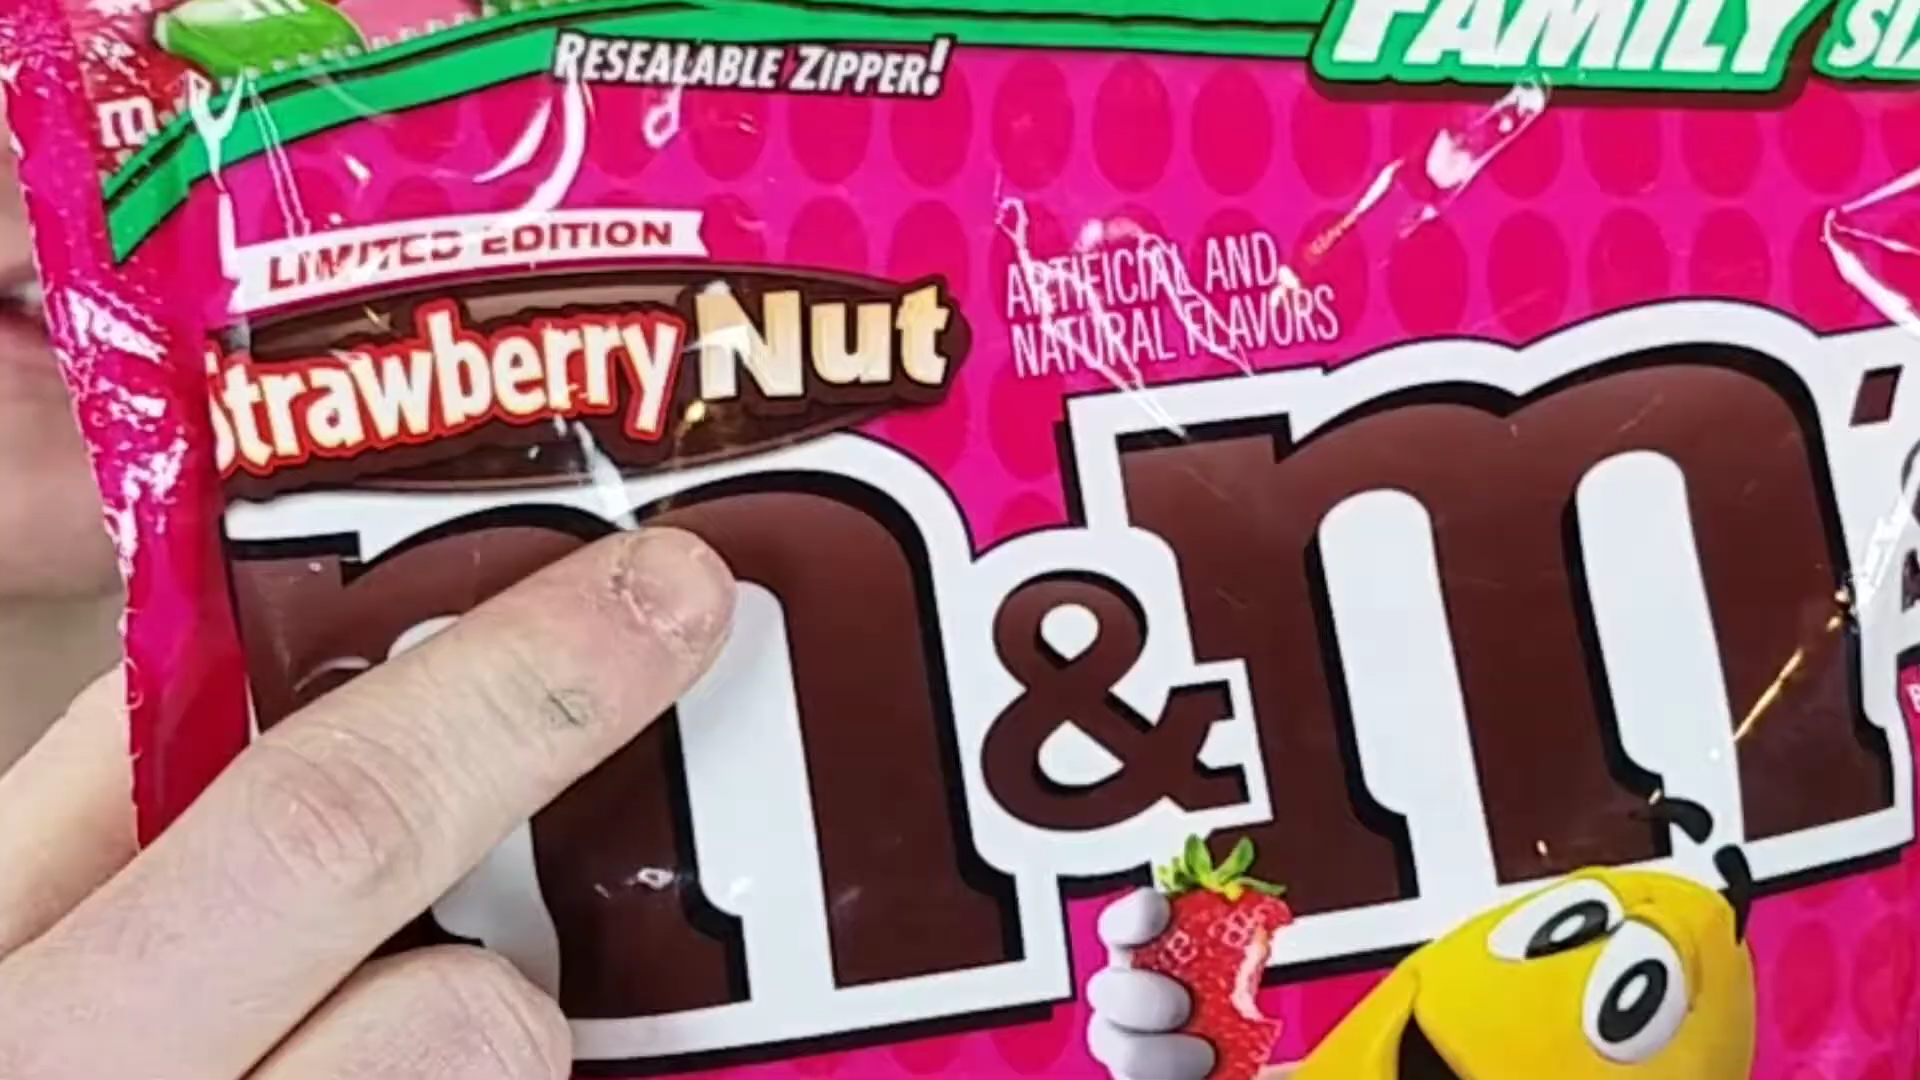 FAMILY
RESEALABLE ZIPPER!
m
LIMITED EDITION
Strawberry Nut
ARTIFICIAL AND
NATURAL FLAVORS
m&m'